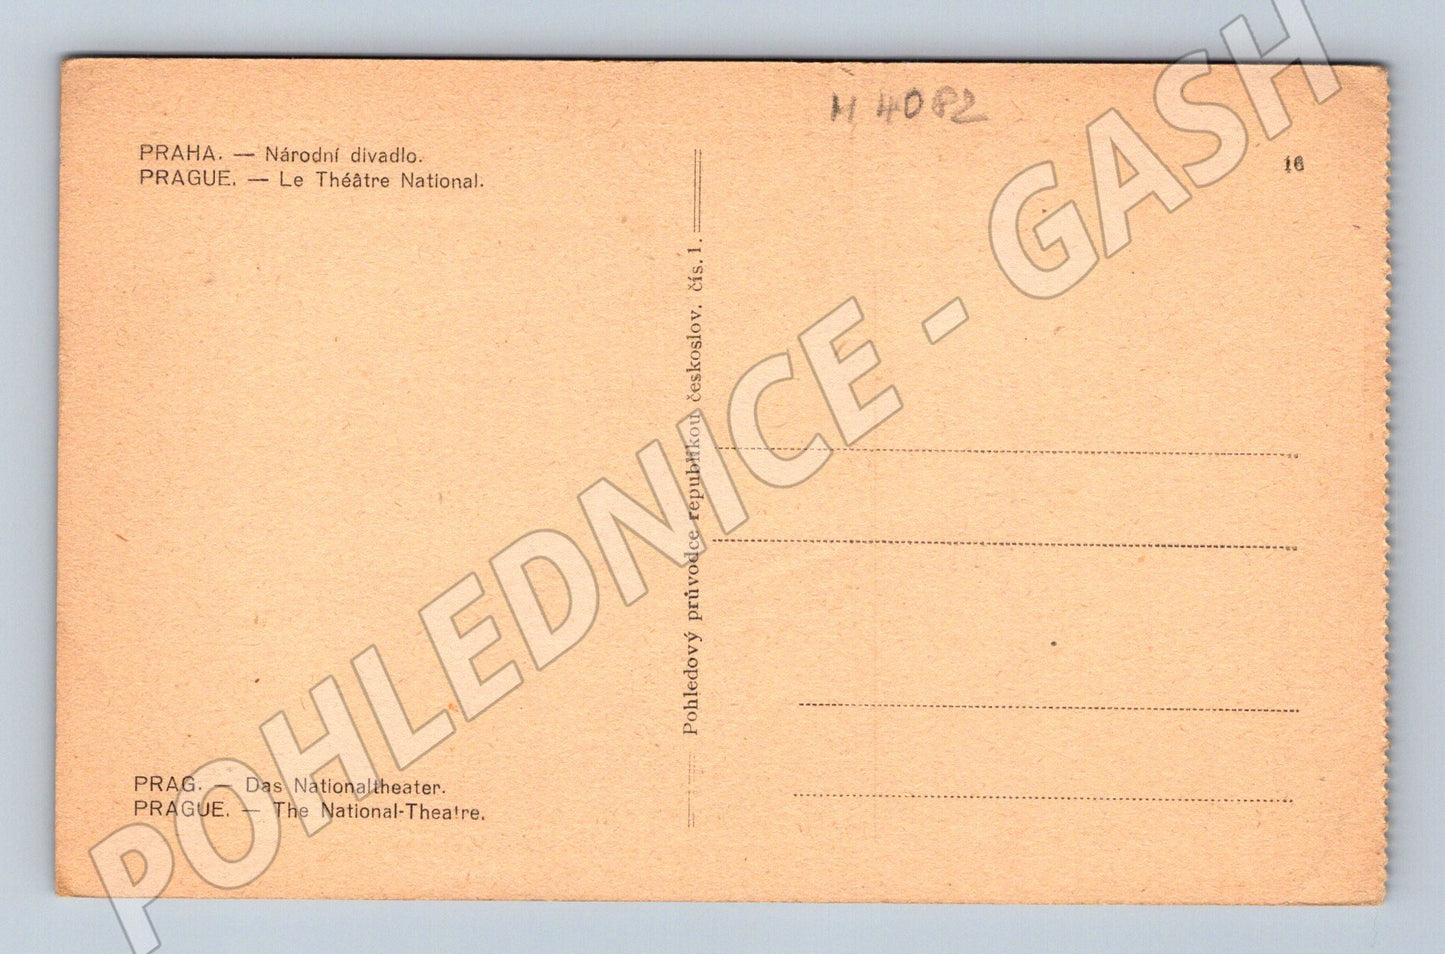 H 4082
16
PRAHA. — Národní divadlo.
PRAGUE. — Le Théâtre National.
Pohledový průvodce republikou českoslov. čís. 1.
PRAG. — Das Nationaltheater.
PRAGUE. — The National-Theatre.
POHLEDNICE - GASH